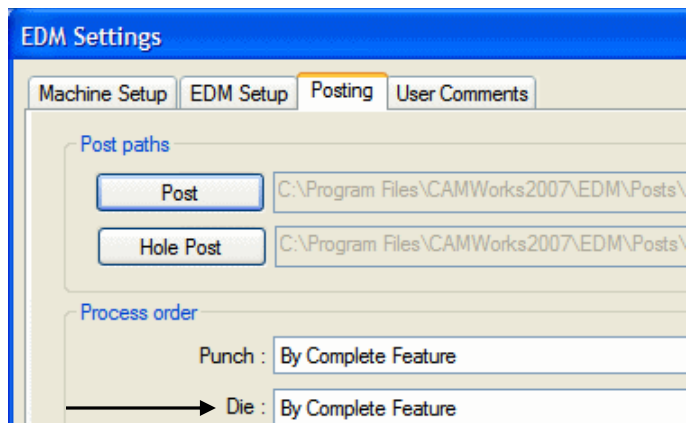 EDM Settings
Machine Setup EDM Setup Posting User Comments
Post paths
Post C:\Program Files\CAMWorks2007\EDM\Posts\
Hole Post C:\Program Files\CAMWorks2007\EDM\Posts\
Process order
Punch : By Complete Feature
Die : By Complete Feature